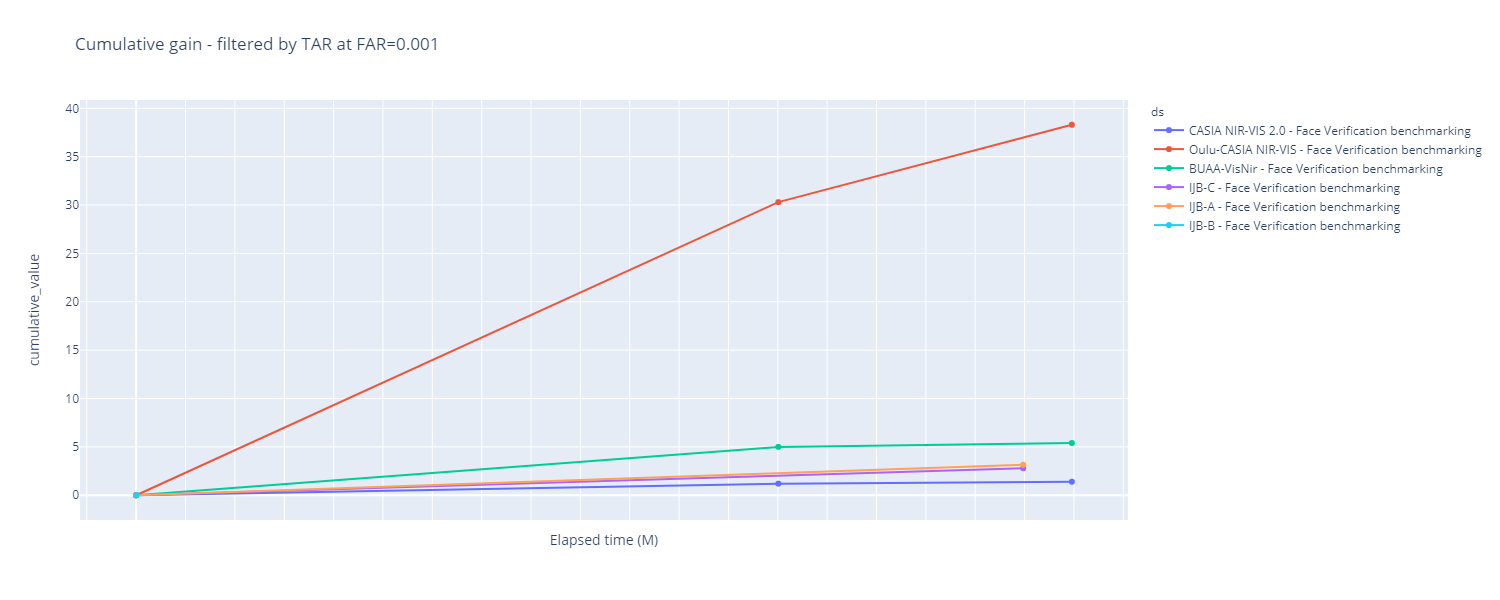 Cumulative gain - filtered by TAR at FAR=0.001
40
35
30
25
20
15
10
5
0
cumulative_value
Elapsed time (M)
ds
CASIA NIR-VIS 2.0 - Face Verification benchmarking
Oulu-CASIA NIR-VIS - Face Verification benchmarking
BUAA-VisNir - Face Verification benchmarking
IJB-C - Face Verification benchmarking
IJB-A - Face Verification benchmarking
IJB-B - Face Verification benchmarking